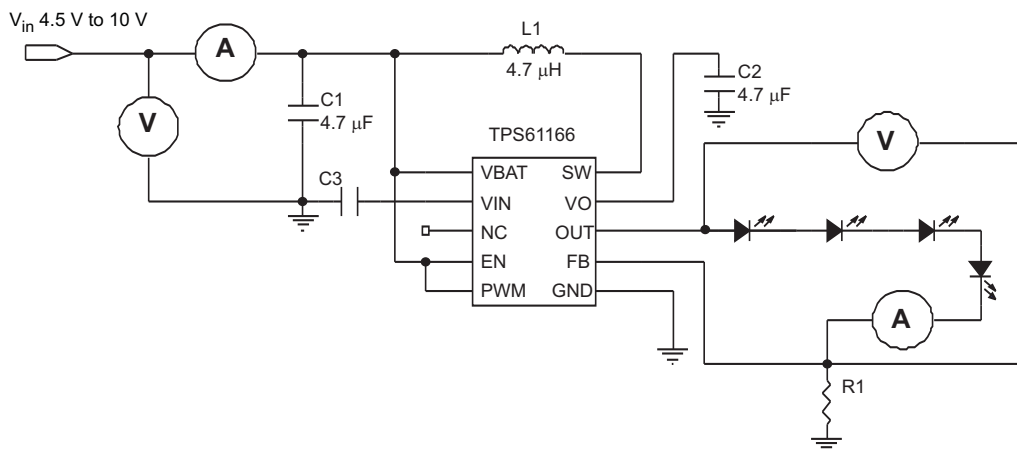 V_in 4.5 V to 10 V
A
L1
4.7 μH
C2
4.7 μF
C1
4.7 μF
V
TPS61166
V
C3
VBAT
SW
VIN
VO
NC
OUT
EN
FB
PWM
GND
A
R1